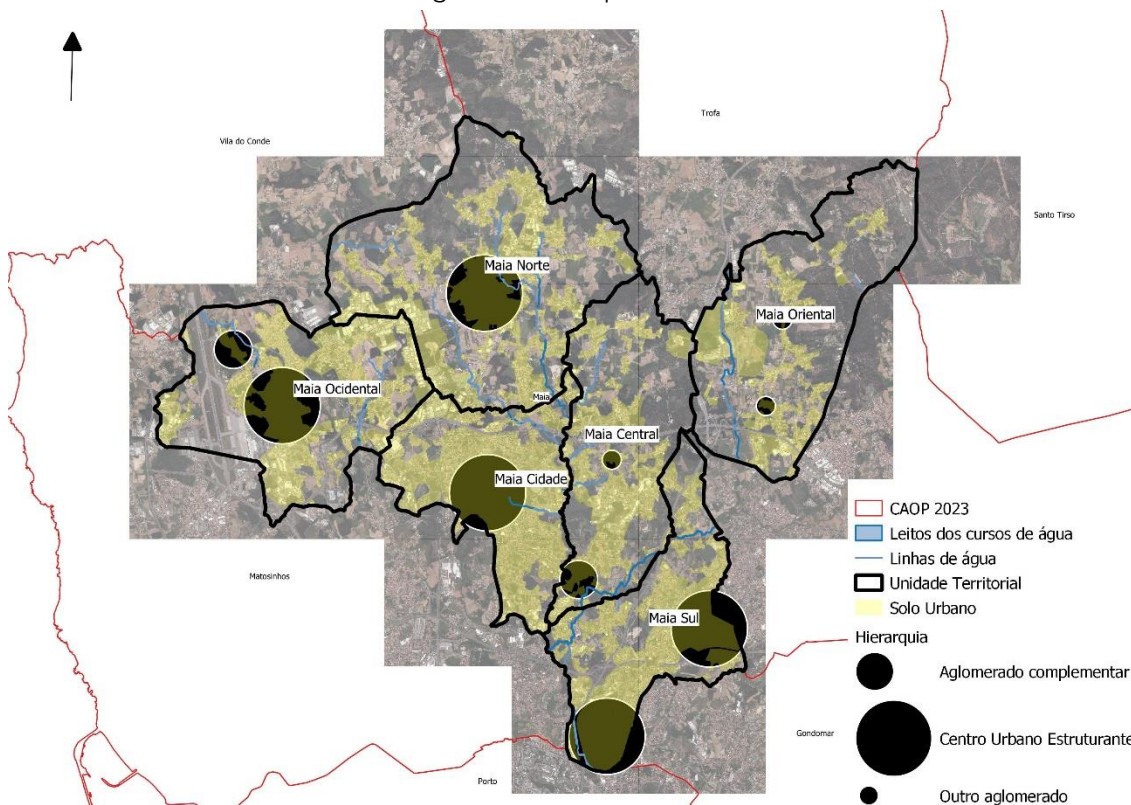 Trofa
Vila do Conde
Santo Tirso
Maia Norte
Maia Oriental
Maia Ocidental
Maia
Maia Central
Maia Cidade
Matosinhos
Maia Sul
Gondomar
Porto
CAOP 2023
Leitos dos cursos de água
Linhas de água
Unidade Territorial
Solo Urbano
Hierarquia
Aglomerado complementar
Centro Urbano Estruturante
Outro aglomerado